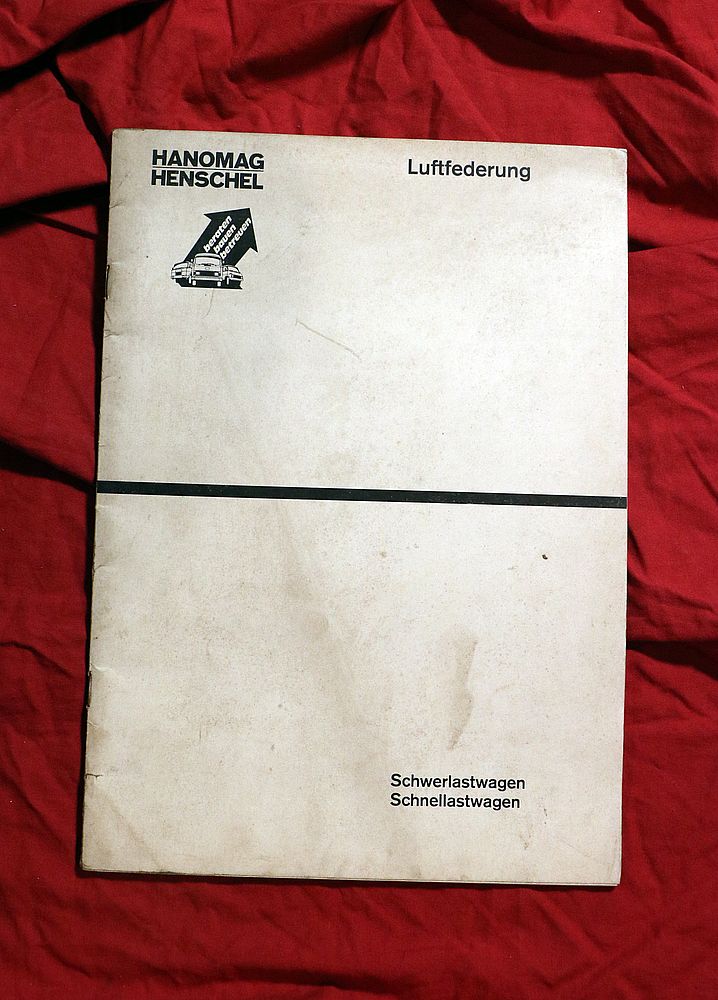 HANOMAG
HENSCHEL
Luftfederung
beraten
bauen
betreuen
Schwerlastwagen
Schnellastwagen